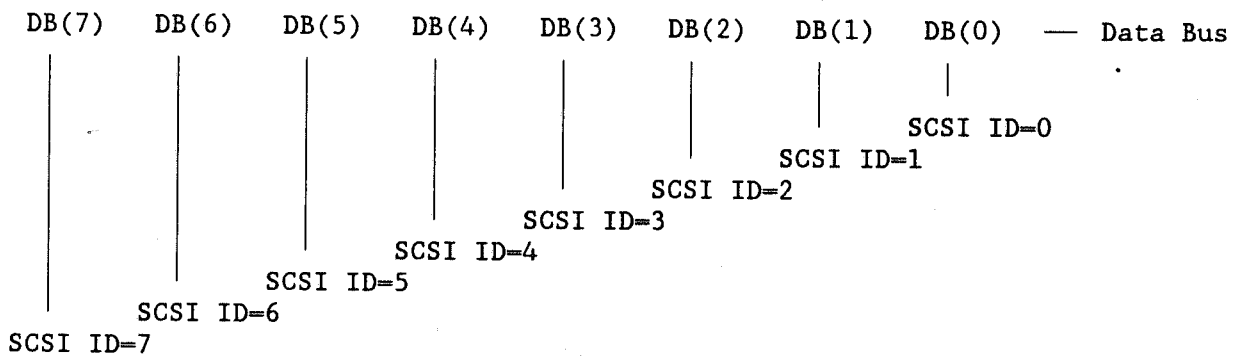 DB(7) DB(6) DB(5) DB(4) DB(3) DB(2) DB(1) DB(0) — Data Bus
SCSI ID=0
SCSI ID=1
SCSI ID=2
SCSI ID=3
SCSI ID=4
SCSI ID=5
SCSI ID=6
SCSI ID=7